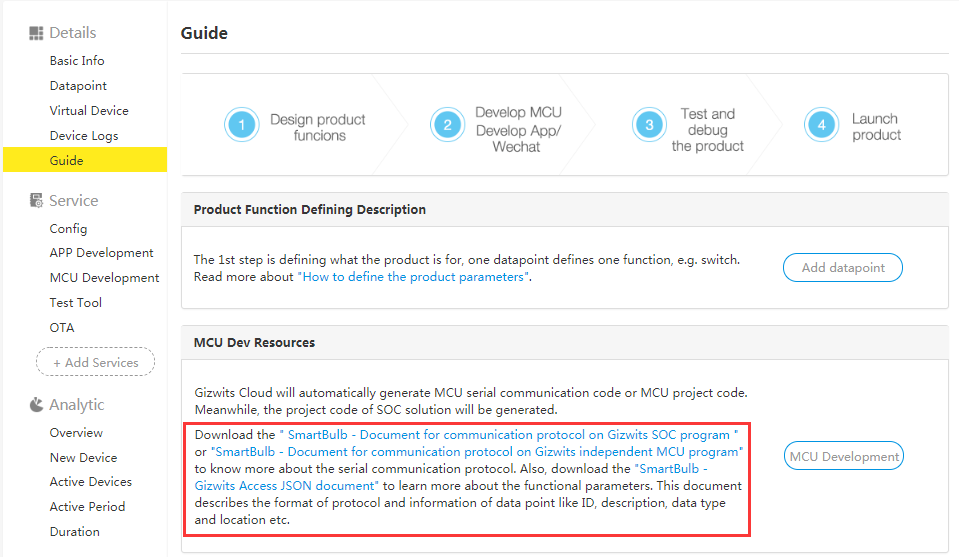 Details
Basic Info
Datapoint
Virtual Device
Device Logs
Guide
Service
Config
APP Development
MCU Development
Test Tool
OTA
+ Add Services
Analytic
Overview
New Device
Active Devices
Active Period
Duration
Guide
1
Design product
funcions
2
Develop MCU
Develop App/
Wechat
3
Test and
debug
the product
4
Launch
product
Product Function Defining Description
The 1st step is defining what the product is for, one datapoint defines one function, e.g. switch.
Read more about "How to define the product parameters".
Add datapoint
MCU Dev Resources
Gizwits Cloud will automatically generate MCU serial communication code or MCU project code.
Meanwhile, the project code of SOC solution will be generated.
Download the " SmartBulb - Document for communication protocol on Gizwits SOC program "
or "SmartBulb - Document for communication protocol on Gizwits independent MCU program"
to know more about the serial communication protocol. Also, download the "SmartBulb -
Gizwits Access JSON document" to learn more about the functional parameters. This document
describes the format of protocol and information of data point like ID, description, data type
and location etc.
MCU Development